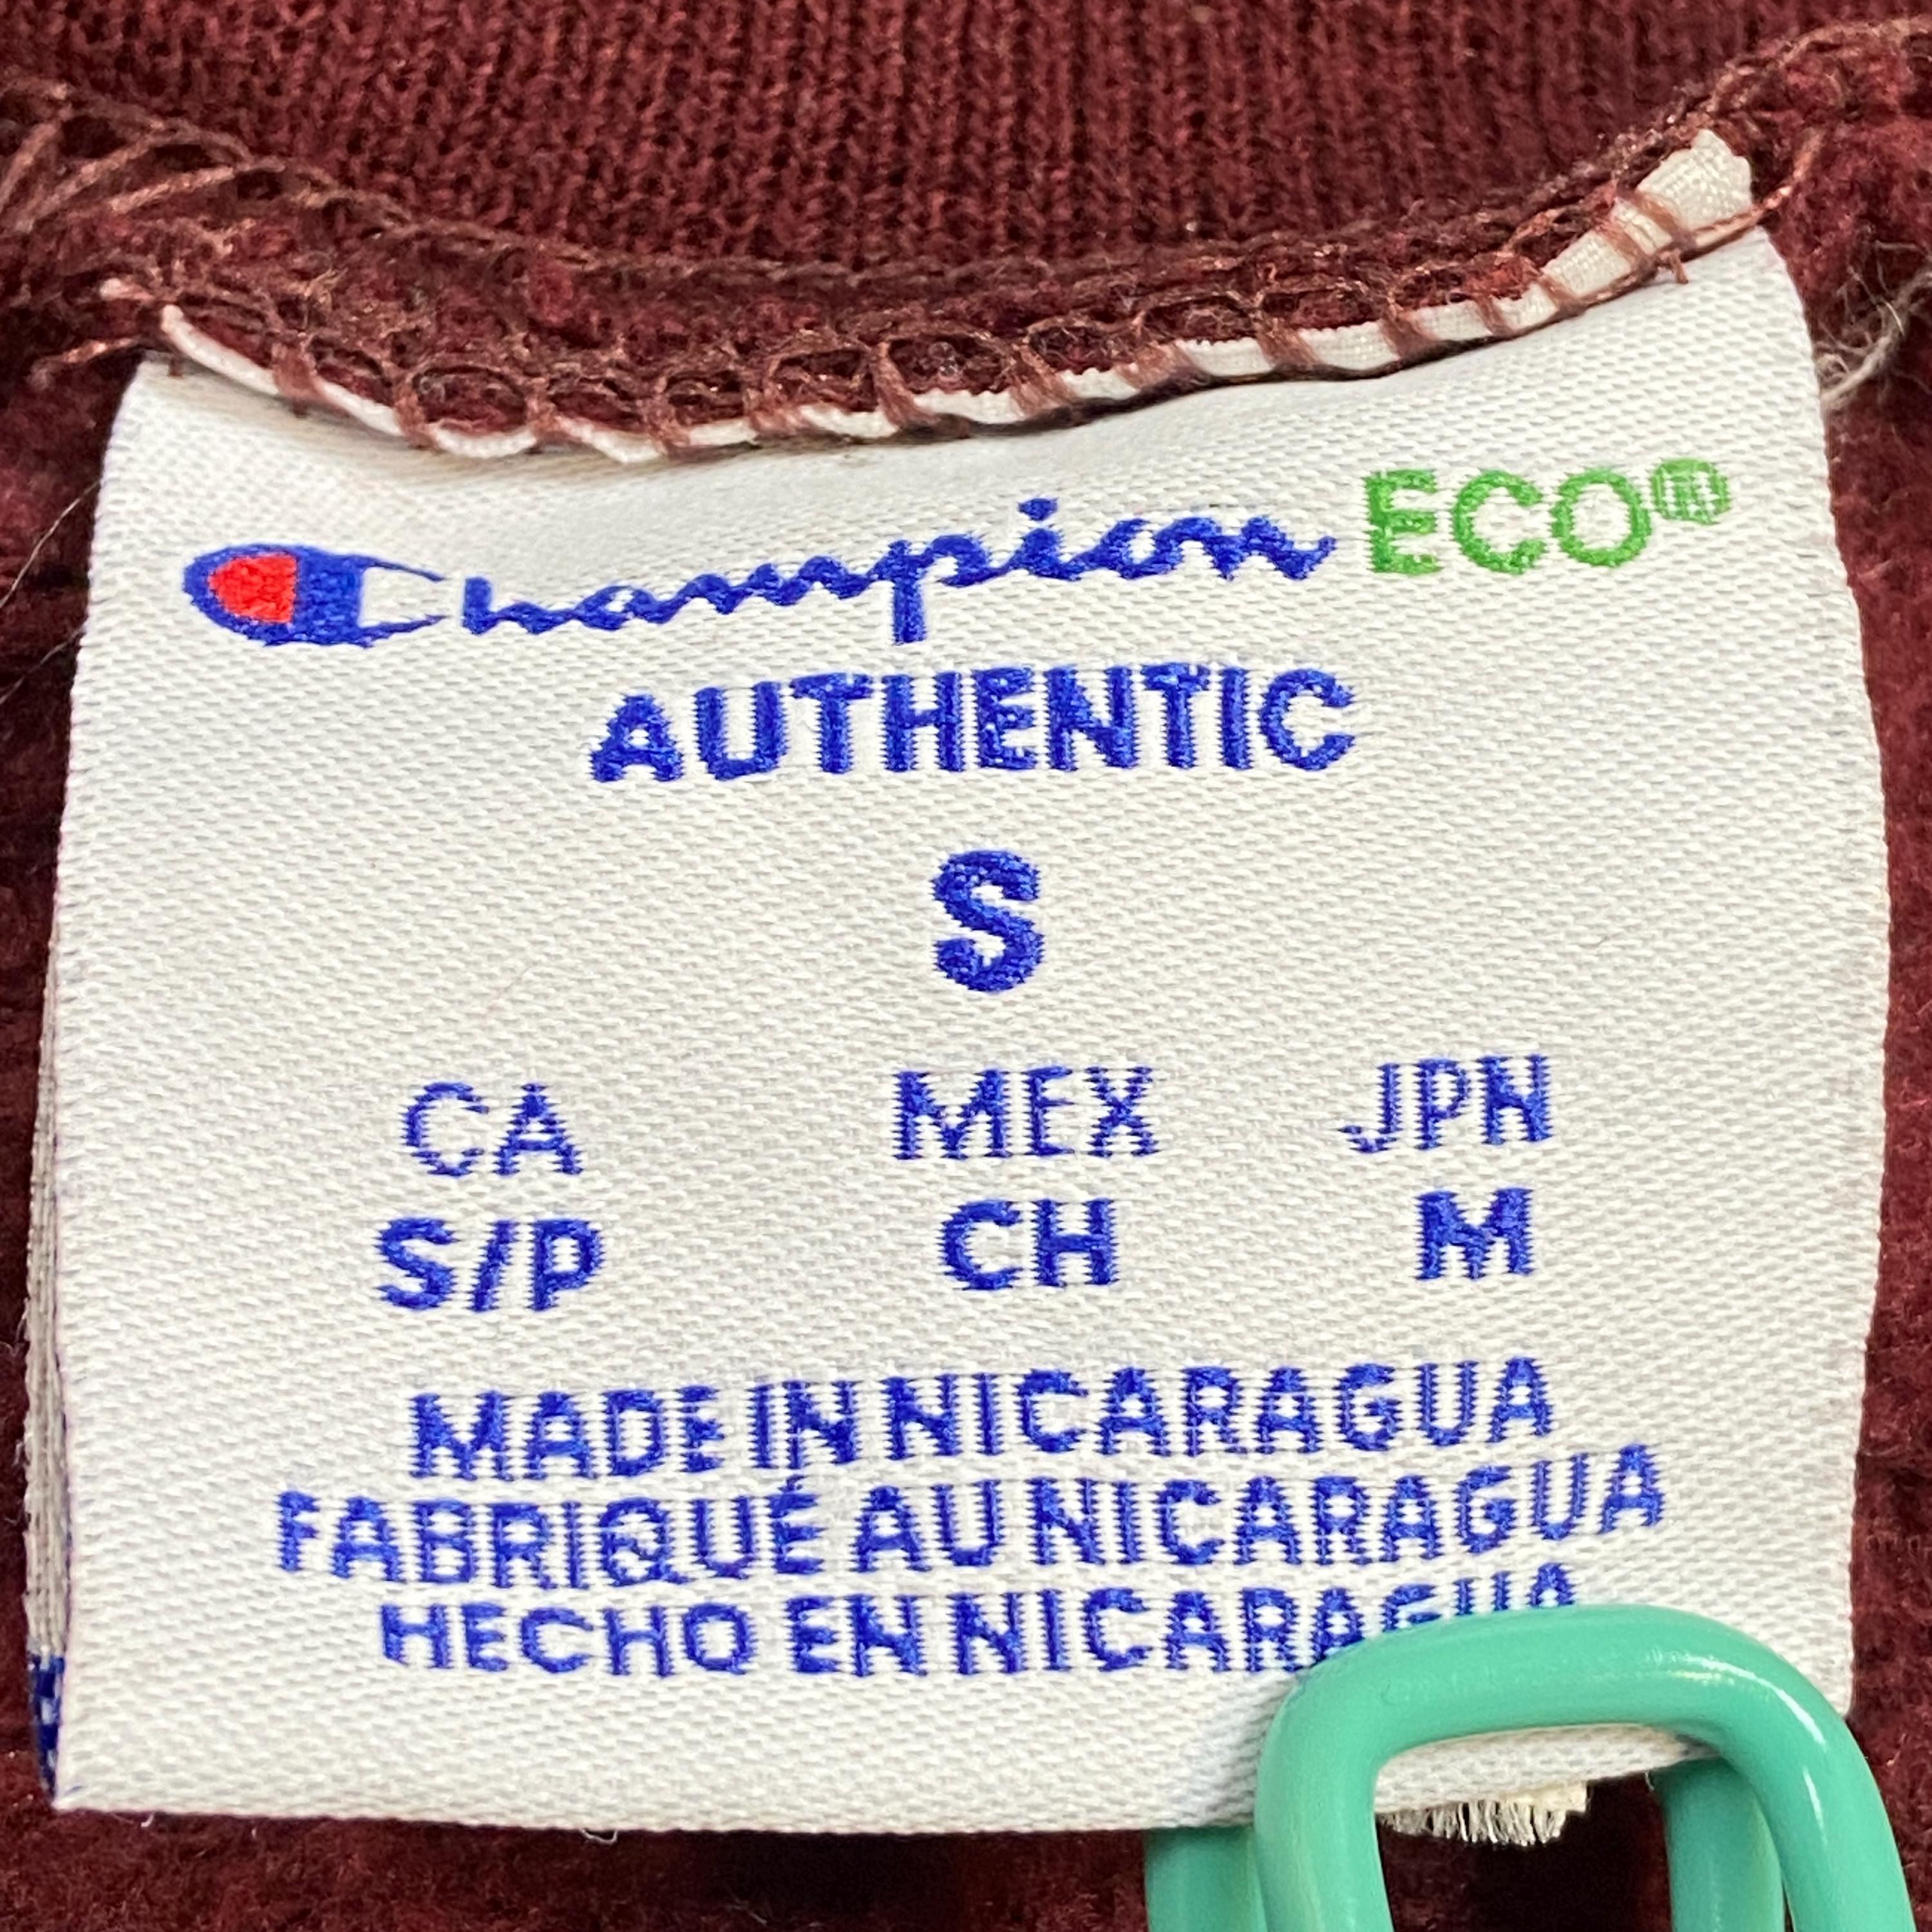 Champion ECO®
AUTHENTIC
S
CA MEX JPN
S/P CH M
MADE IN NICARAGUA
FABRIQUÉ AU NICARAGUA
HECHO EN NICARAGUA